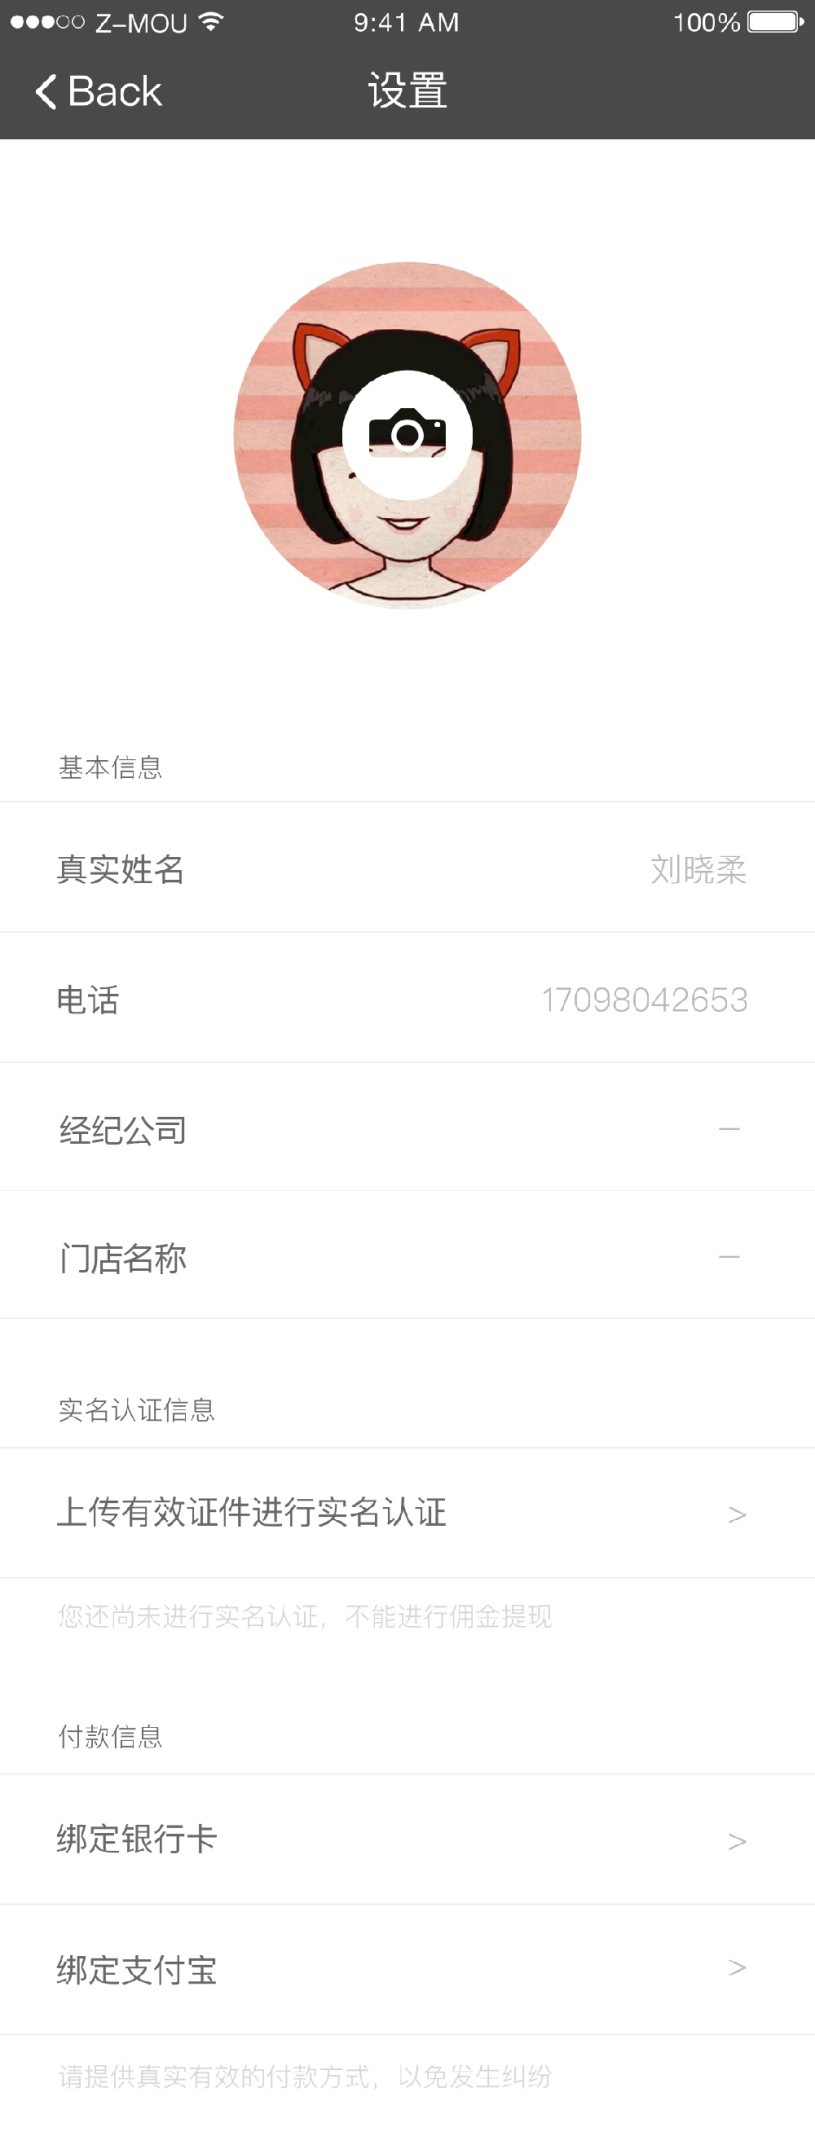 Z-MOU 9:41 AM 100%
Back 设置
基本信息
真实姓名 刘晓柔
电话 17098042653
经纪公司 —
门店名称 —
实名认证信息
上传有效证件进行实名认证 >
您还尚未进行实名认证，不能进行佣金提现
付款信息
绑定银行卡 >
绑定支付宝 >
请提供真实有效的付款方式，以免发生纠纷